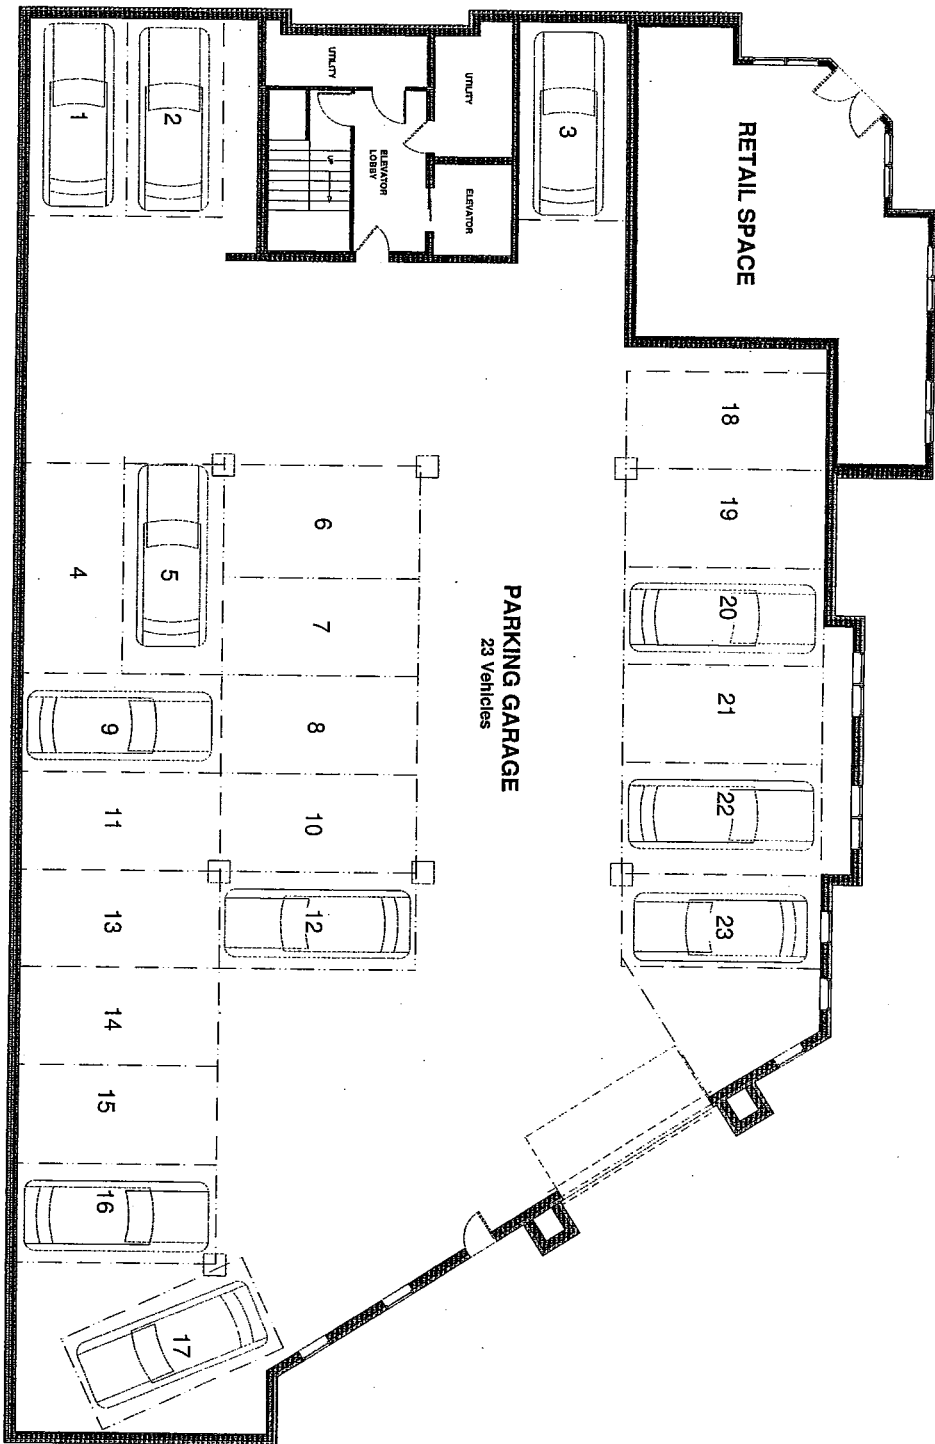 RETAIL SPACE
UTILITY
UTILITY
ELEVATOR
LOBBY
ELEVATOR
UP
PARKING GARAGE
23 Vehicles
1
2
3
4
5
6
7
8
9
10
11
12
13
14
15
16
17
18
19
20
21
22
23